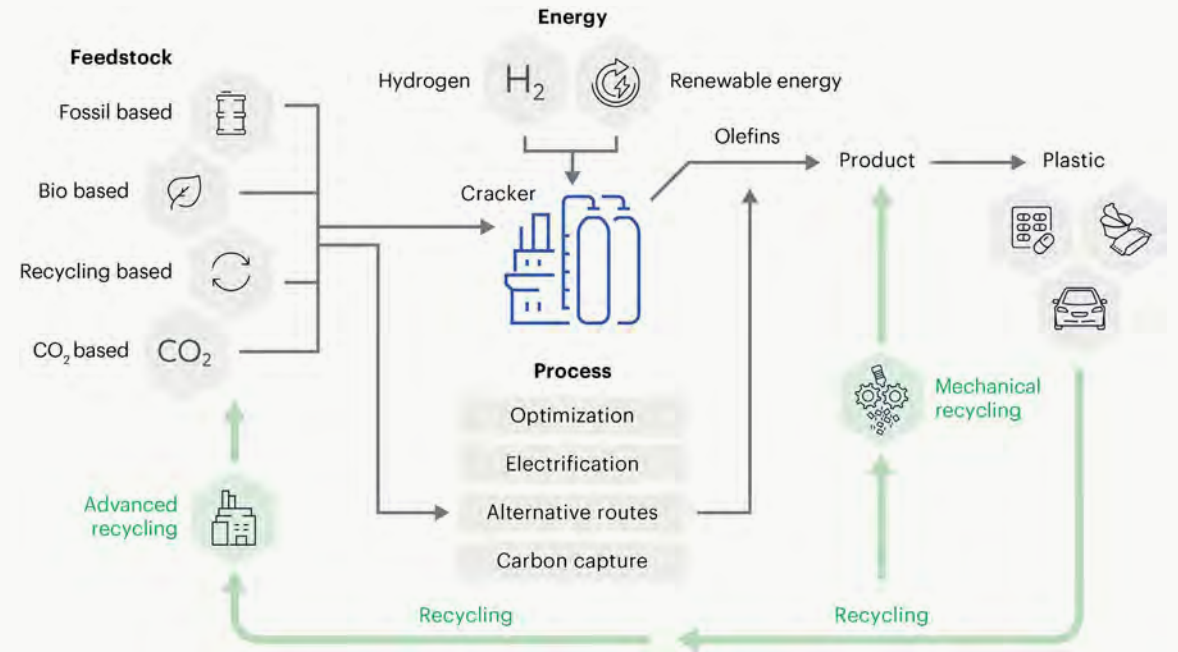 Energy
Feedstock
Hydrogen
H₂
Renewable energy
Fossil based
Olefins
Product
Plastic
Bio based
Cracker
Recycling based
CO₂ based
CO₂
Process
Mechanical
recycling
Optimization
Electrification
Advanced
recycling
Alternative routes
Carbon capture
Recycling
Recycling